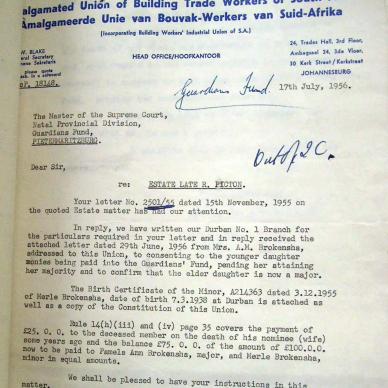 algamated Union of Building Trade Workers of South
Amalgameerde Unie van Bouvak-Werkers van Suid-Afrika
(Incorporating Building Workers' Industrial Union of S.A.)
W. BLAKE
HEAD OFFICE/HOOFKANTOOR
24, Trades Hall, 3rd Floor,
Ambagsaal 24, 3de Vloer,
30 Kerk Street/Kerkstraat
JOHANNESBURG
please quote
18148.
Guardians Fund.
17th July, 1956.
The Master of the Supreme Court,
Natal Provincial Division,
Guardians Fund,
PIETERMARITZBURG.
Dear Sir,
re: ESTATE LATE R. PICTON.
Your letter No. 2501/55 dated 15th November, 1955 on
the quoted Estate matter has had our attention.
In reply, we have written our Durban No. 1 Branch for
the particulars required in your letter and in reply received the
attached letter dated 29th June, 1956 from Mrs. A.M. Brokensha,
addressed to this Union, to consenting to the younger daughter
monies being paid into the Guardians' Fund, pending her attaining
her majority and to confirm that the elder daughter is now a major.
The Birth Certificate of the Minor, A214363 dated 3.12.1955
of Merle Brokensha, date of birth 7.3.1938 at Durban is attached as
well as a copy of the Constitution of this Union.
Rule 14(h)(iii) and (iv) page 35 covers the payment of
£25. 0. 0. to the deceased member on the death of his nominee (wife)
some years ago and the balance £75. 0. 0. of the amount of £100.0.0
now to be paid to Pamela Ann Brokensha, major, and Merle Brokensha,
minor in equal amounts.
We shall be pleased to have your instructions in this
matter.